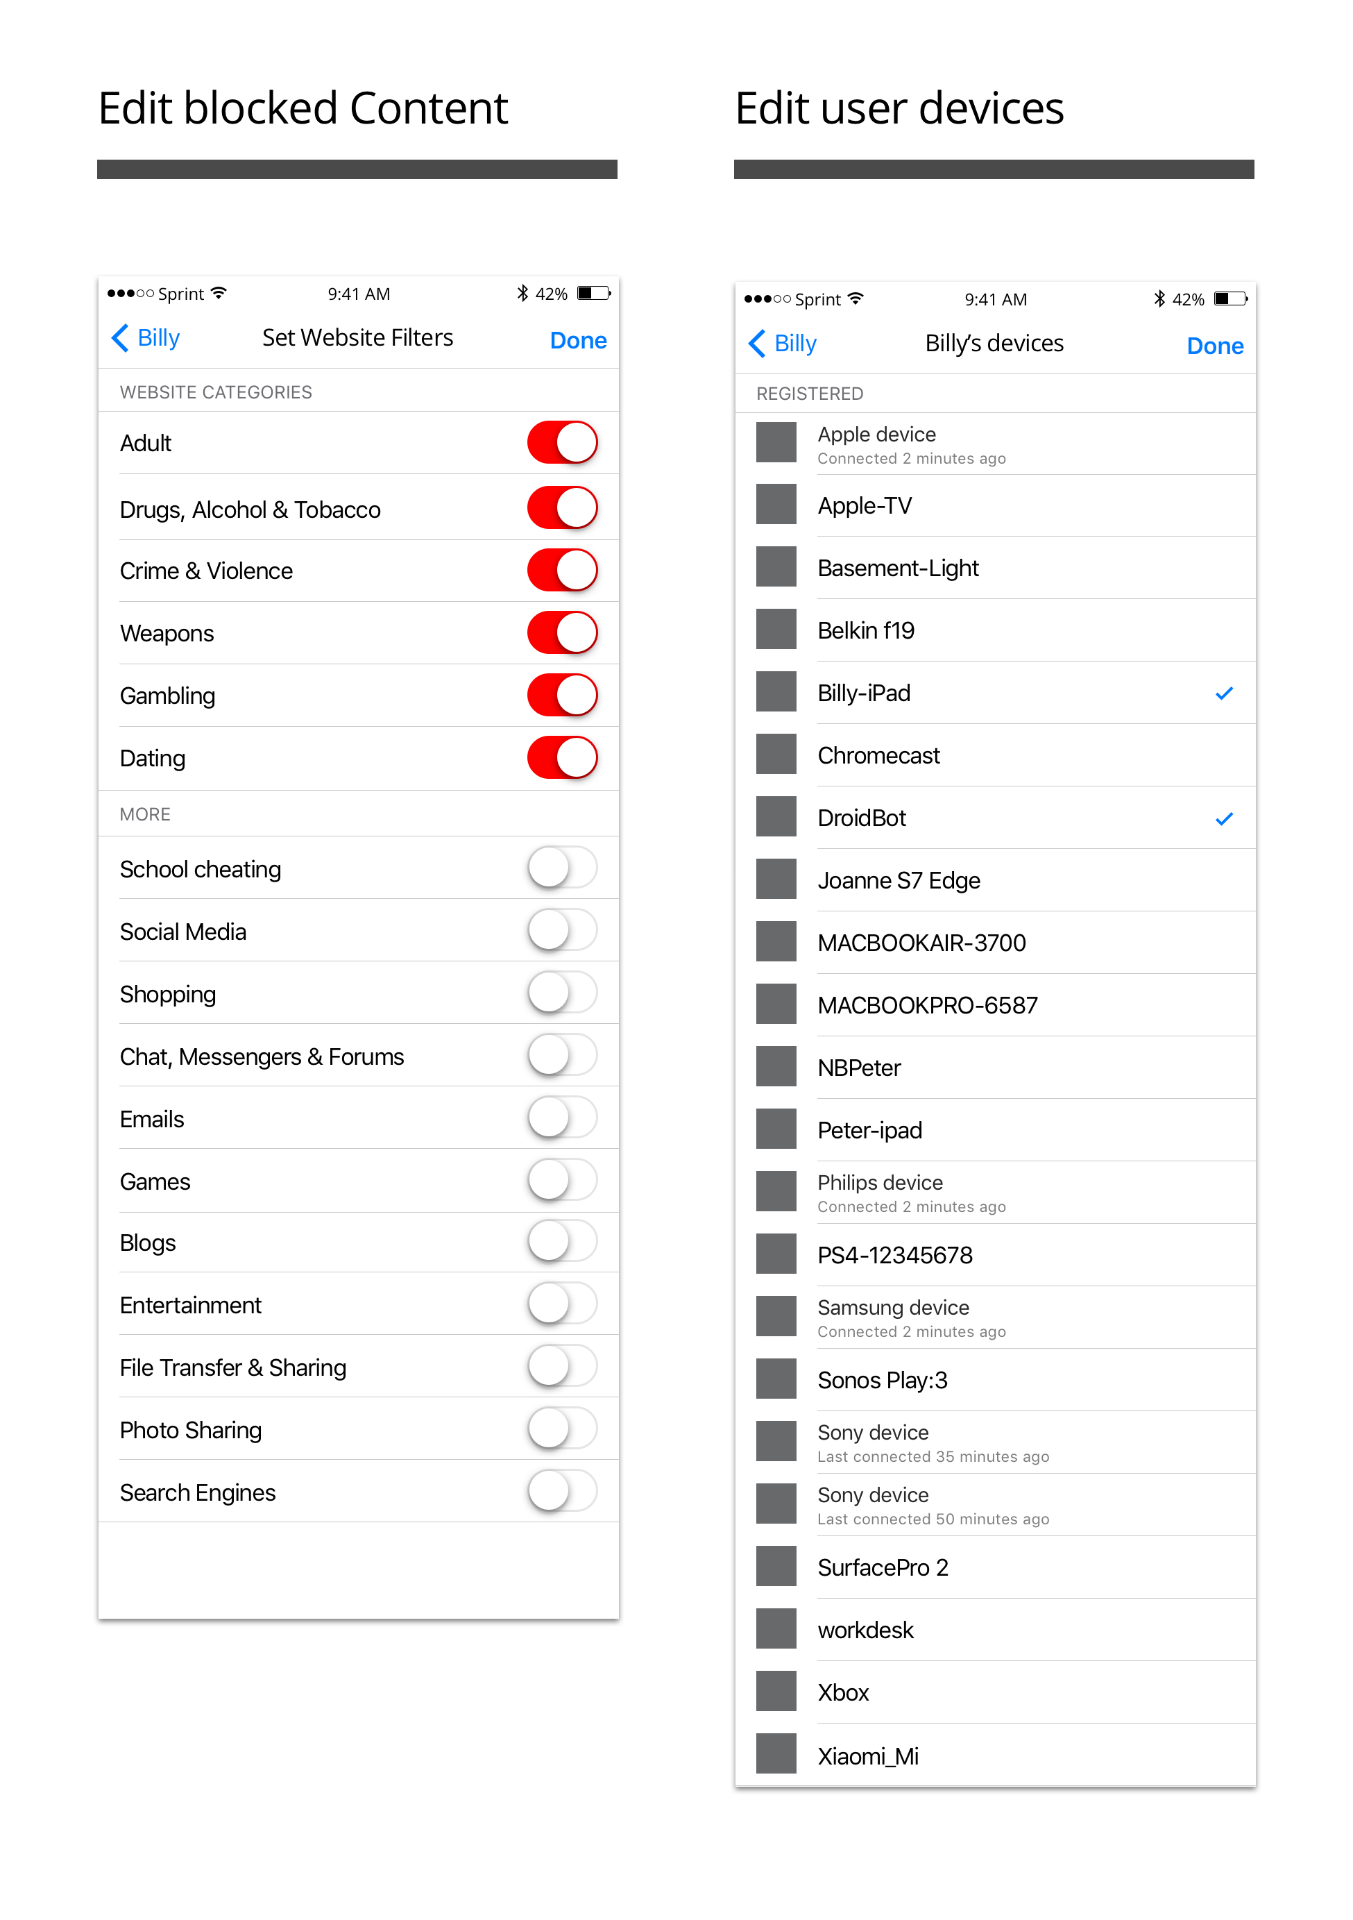 Edit blocked Content
Sprint 9:41 AM 42%
Billy Set Website Filters Done
WEBSITE CATEGORIES
Adult
Drugs, Alcohol & Tobacco
Crime & Violence
Weapons
Gambling
Dating
MORE
School cheating
Social Media
Shopping
Chat, Messengers & Forums
Emails
Games
Blogs
Entertainment
File Transfer & Sharing
Photo Sharing
Search Engines
Edit user devices
Sprint 9:41 AM 42%
Billy Billy’s devices Done
REGISTERED
Apple device
Connected 2 minutes ago
Apple-TV
Basement-Light
Belkin f19
Billy-iPad
Chromecast
DroidBot
Joanne S7 Edge
MACBOOKAIR-3700
MACBOOKPRO-6587
NBPeter
Peter-ipad
Philips device
Connected 2 minutes ago
PS4-12345678
Samsung device
Connected 2 minutes ago
Sonos Play:3
Sony device
Last connected 35 minutes ago
Sony device
Last connected 50 minutes ago
SurfacePro 2
workdesk
Xbox
Xiaomi_Mi